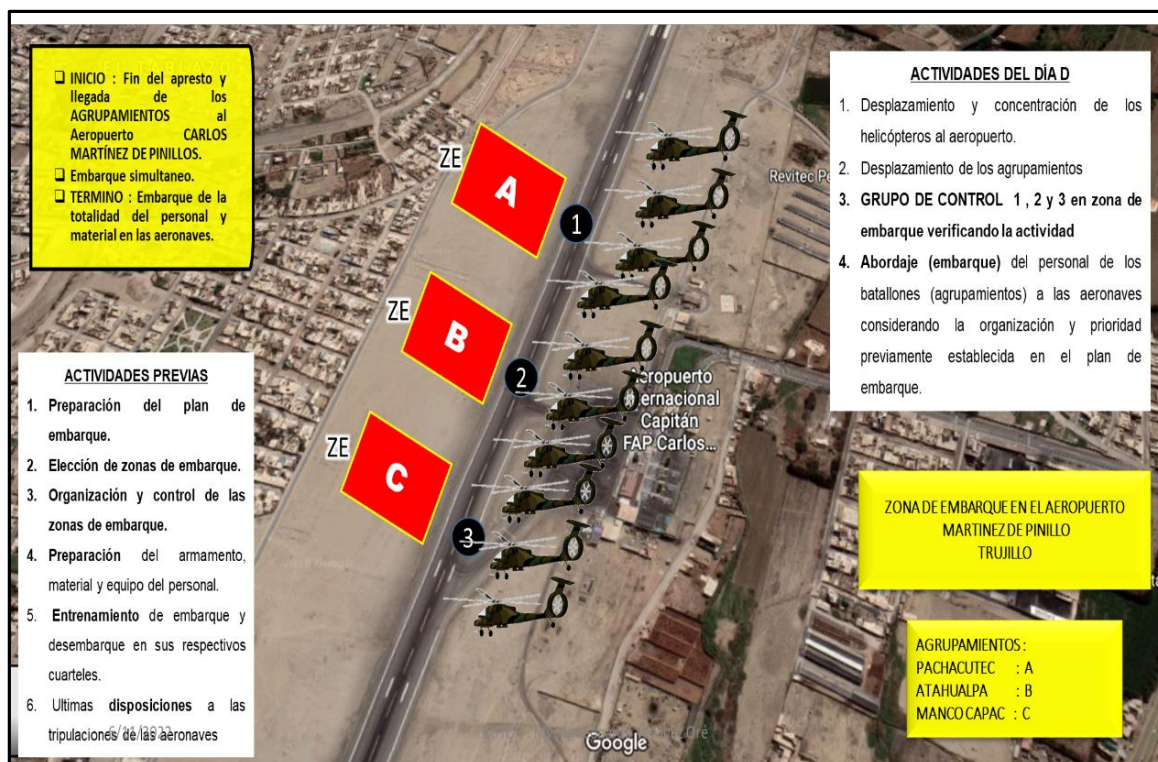 ❑ INICIO : Fin del apresto y
llegada de los
AGRUPAMIENTOS al
Aeropuerto CARLOS
MARTÍNEZ DE PINILLOS.
❑ Embarque simultaneo.
❑ TERMINO : Embarque de la
totalidad del personal y
material en las aeronaves.
ACTIVIDADES PREVIAS
1. Preparación del plan de
embarque.
2. Elección de zonas de embarque.
3. Organización y control de las
zonas de embarque.
4. Preparación del armamento,
material y equipo del personal.
5. Entrenamiento de embarque y
desembarque en sus respectivos
cuarteles.
6. Ultimas disposiciones a las
tripulaciones de las aeronaves
6/11/2022
ZE
A
1
ZE
B
2
ZE
C
3
Revitec
Aeropuerto
Internacional
Capitán
FAP Carlos...
Google
ACTIVIDADES DEL DÍA D
1. Desplazamiento y concentración de los
helicópteros al aeropuerto.
2. Desplazamiento de los agrupamientos
3. GRUPO DE CONTROL 1 , 2 y 3 en zona de
embarque verificando la actividad
4. Abordaje (embarque) del personal de los
batallones (agrupamientos) a las aeronaves
considerando la organización y prioridad
previamente establecida en el plan de
embarque.
ZONA DE EMBARQUE EN EL AEROPUERTO
MARTINEZ DE PINILLO
TRUJILLO
AGRUPAMIENTOS :
PACHACUTEC : A
ATAHUALPA : B
MANCO CAPAC : C